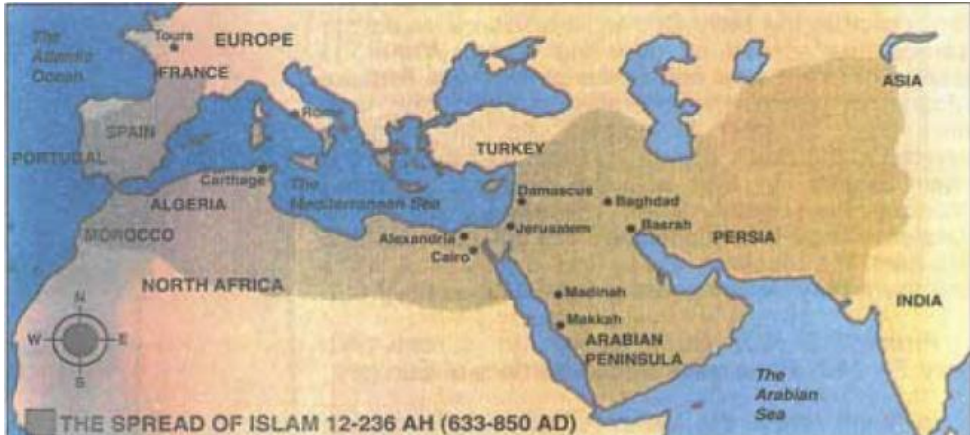 The
Atlantic
Ocean
Tours
EUROPE
FRANCE
ASIA
SPAIN
Rome
PORTUGAL
TURKEY
Carthage
The
Mediterranean Sea
Damascus
Baghdad
ALGERIA
MOROCCO
Alexandria
Jerusalem
Basrah
PERSIA
Cairo
NORTH AFRICA
Madinah
INDIA
N
W
E
S
Makkah
ARABIAN
PENINSULA
The
Arabian
Sea
THE SPREAD OF ISLAM 12-236 AH (633-850 AD)